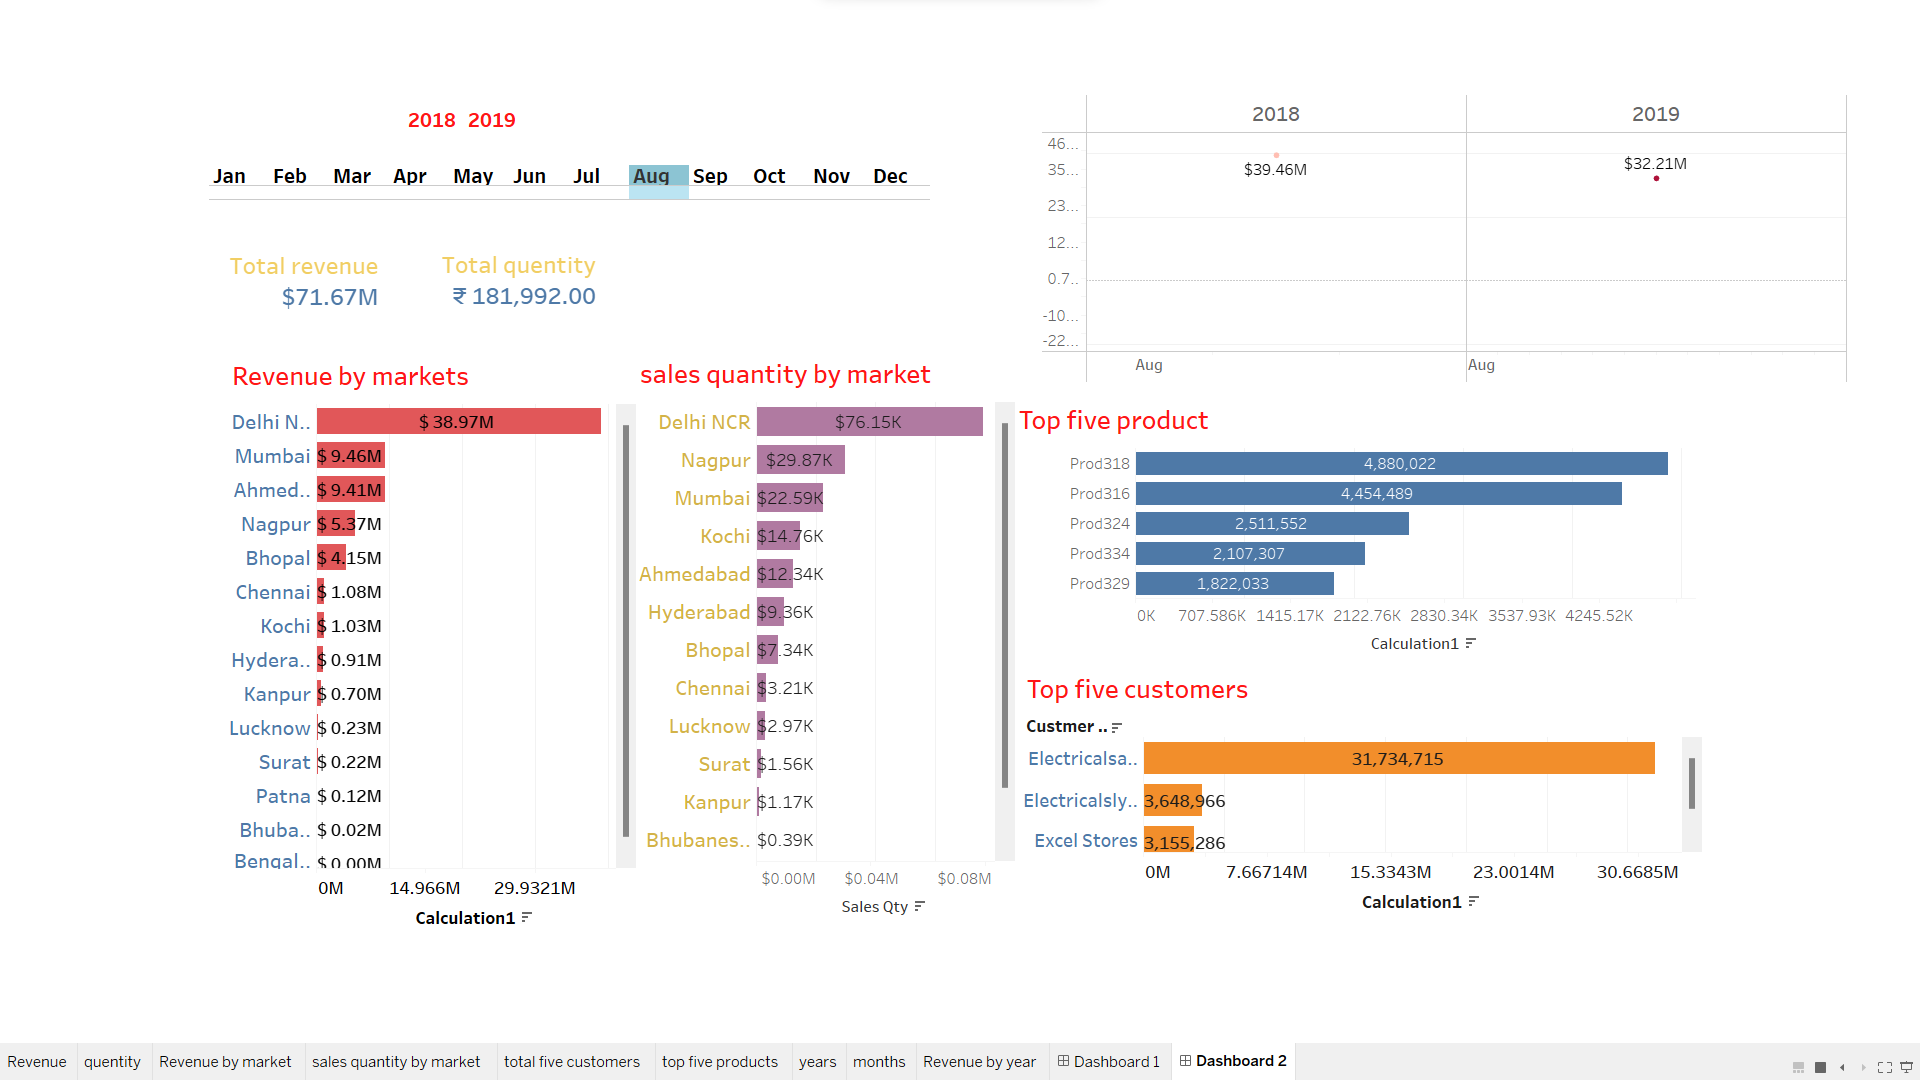 2018 2019
Jan Feb Mar Apr May Jun Jul Aug Sep Oct Nov Dec
Total revenue
$71.67M
Total quentity
₹ 181,992.00
2018 2019
46...
35...
23...
12...
0.7..
-10...
-22...
$39.46M
$32.21M
Aug Aug
Revenue by markets
Delhi N.. $ 38.97M
Mumbai $ 9.46M
Ahmed.. $ 9.41M
Nagpur $ 5.37M
Bhopal $ 4.15M
Chennai $ 1.08M
Kochi $ 1.03M
Hydera.. $ 0.91M
Kanpur $ 0.70M
Lucknow $ 0.23M
Surat $ 0.22M
Patna $ 0.12M
Bhuba.. $ 0.02M
Bengal.. $ 0.00M
0M 14.966M 29.9321M
Calculation1
sales quantity by market
Delhi NCR $76.15K
Nagpur $29.87K
Mumbai $22.59K
Kochi $14.76K
Ahmedabad $12.34K
Hyderabad $9.36K
Bhopal $7.34K
Chennai $3.21K
Lucknow $2.97K
Surat $1.56K
Kanpur $1.17K
Bhubanes.. $0.39K
$0.00M $0.04M $0.08M
Sales Qty
Top five product
Prod318 4,880,022
Prod316 4,454,489
Prod324 2,511,552
Prod334 2,107,307
Prod329 1,822,033
0K 707.586K 1415.17K 2122.76K 2830.34K 3537.93K 4245.52K
Calculation1
Top five customers
Custmer ..
Electricalsa.. 31,734,715
Electricalsly.. 3,648,966
Excel Stores 3,155,286
0M 7.66714M 15.3343M 23.0014M 30.6685M
Calculation1
Revenue quentity Revenue by market sales quantity by market total five customers top five products years months Revenue by year Dashboard 1 Dashboard 2